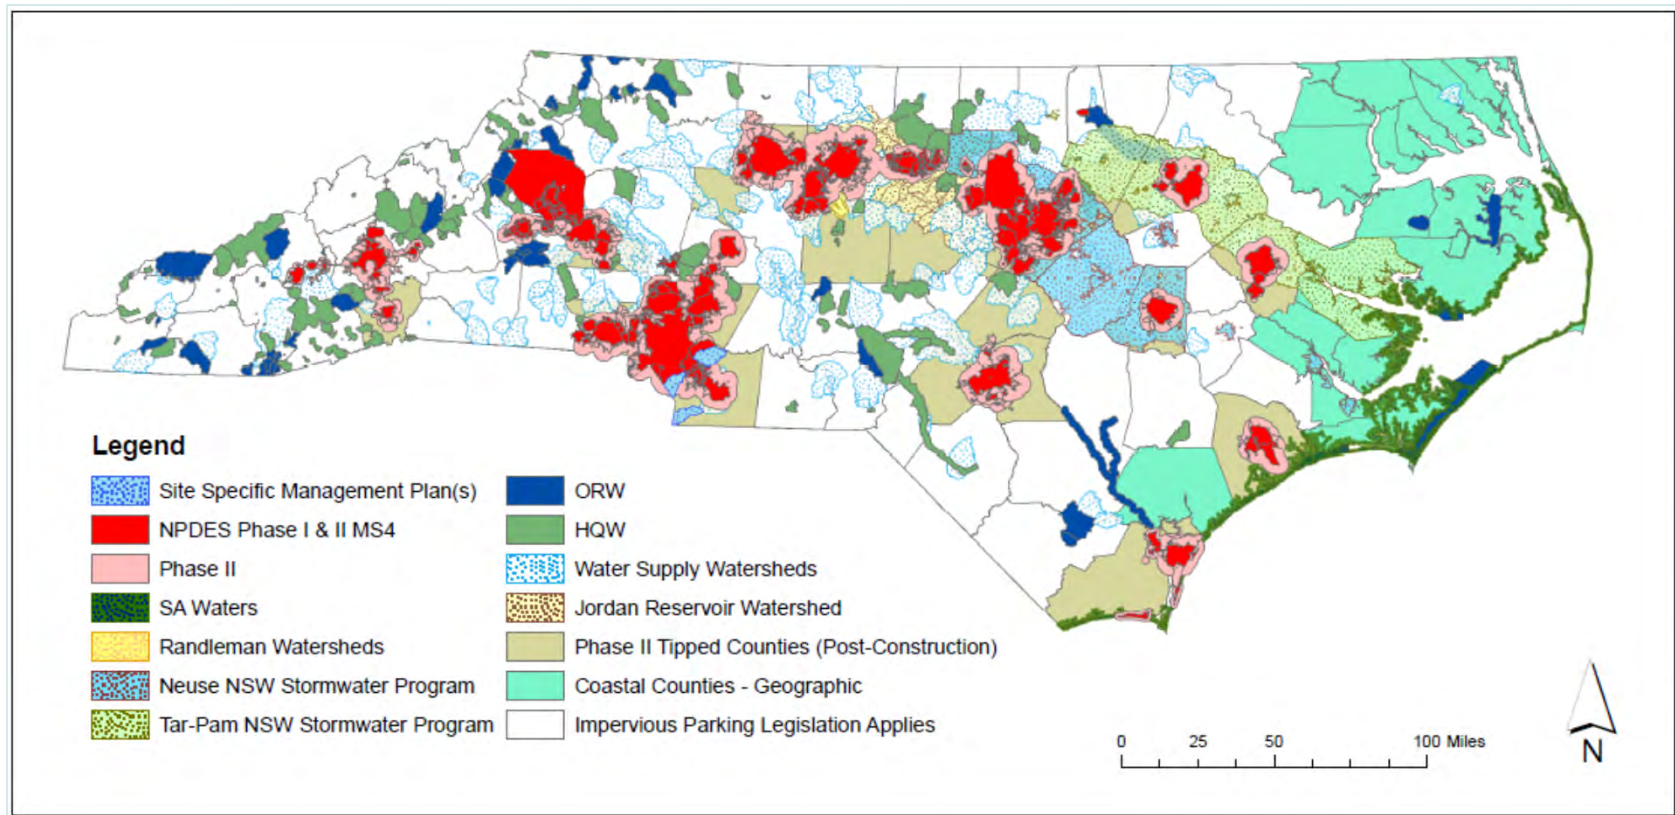 Legend
Site Specific Management Plan(s)
NPDES Phase I & II MS4
Phase II
SA Waters
Randleman Watersheds
Neuse NSW Stormwater Program
Tar-Pam NSW Stormwater Program
ORW
HQW
Water Supply Watersheds
Jordan Reservoir Watershed
Phase II Tipped Counties (Post-Construction)
Coastal Counties - Geographic
Impervious Parking Legislation Applies
0 25 50 100 Miles
N